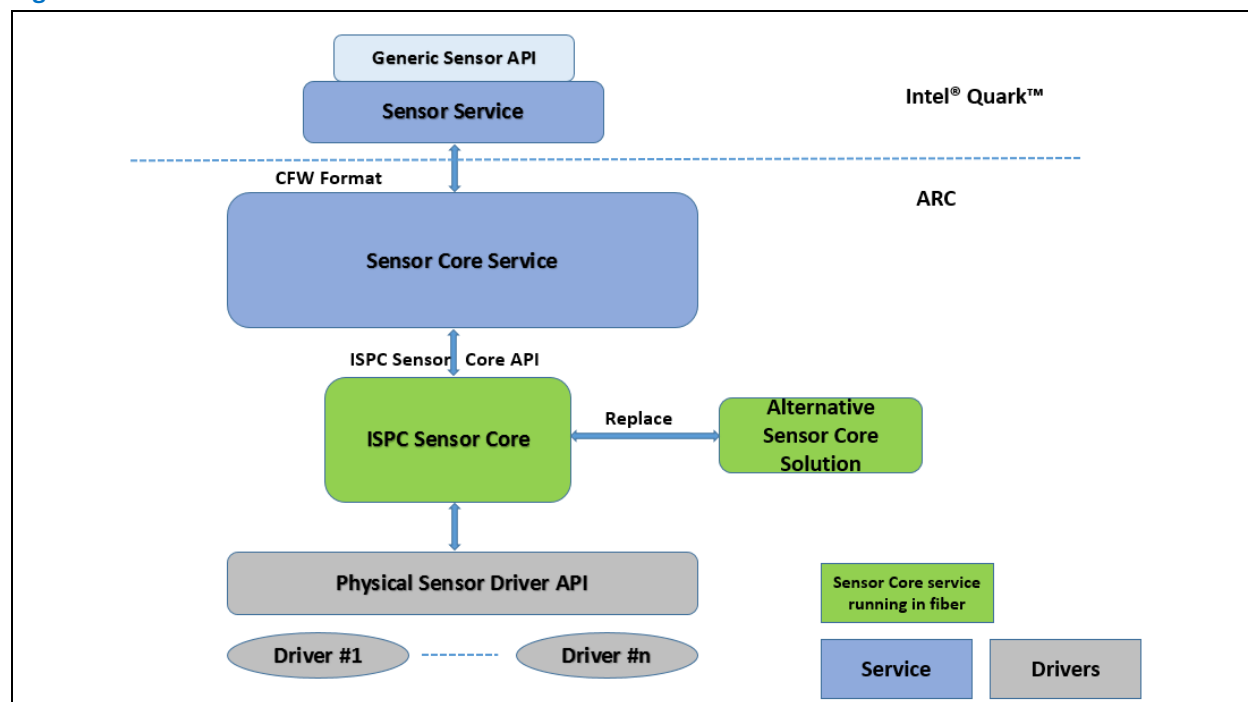 Generic Sensor API
Sensor Service
Intel® Quark™
CFW Format
ARC
Sensor Core Service
ISPC Sensor Core API
ISPC Sensor Core
Replace
Alternative
Sensor Core
Solution
Physical Sensor Driver API
Sensor Core service
running in fiber
Driver #1
Driver #n
Service
Drivers